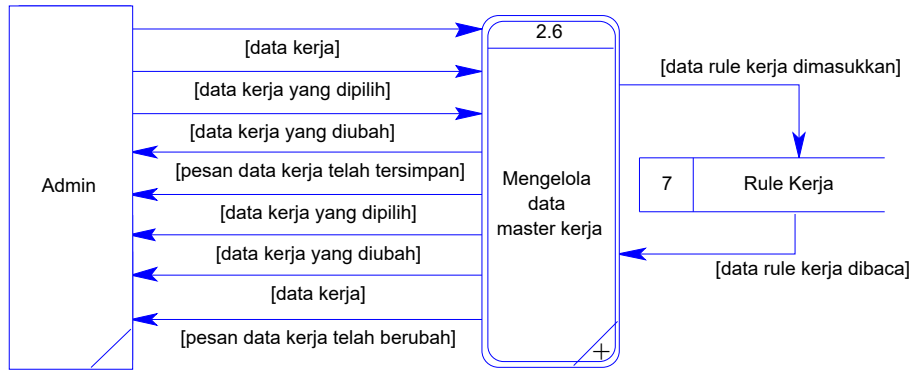 2.6
[data kerja]
[data rule kerja dimasukkan]
[data kerja yang dipilih]
[data kerja yang diubah]
[pesan data kerja telah tersimpan]
Admin
Mengelola
data
master kerja
7
Rule Kerja
[data kerja yang dipilih]
[data kerja yang diubah]
[data rule kerja dibaca]
[data kerja]
[pesan data kerja telah berubah]